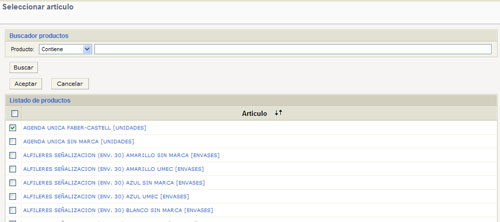 Seleccionar artículo
Buscador productos
Producto: Contiene
Buscar
Aceptar Cancelar
Listado de productos
Artículo
AGENDA UNICA FABER-CASTELL [UNIDADES]
AGENDA UNICA SIN MARCA [UNIDADES]
ALFILERES SEÑALIZACION (ENV. 30) AMARILLO SIN MARCA [ENVASES]
ALFILERES SEÑALIZACION (ENV. 30) AMARILLO UMEC [ENVASES]
ALFILERES SEÑALIZACION (ENV. 30) AZUL SIN MARCA [ENVASES]
ALFILERES SEÑALIZACION (ENV. 30) AZUL UMEC [ENVASES]
ALFILERES SEÑALIZACION (ENV. 30) BLANCO SIN MARCA [ENVASES]